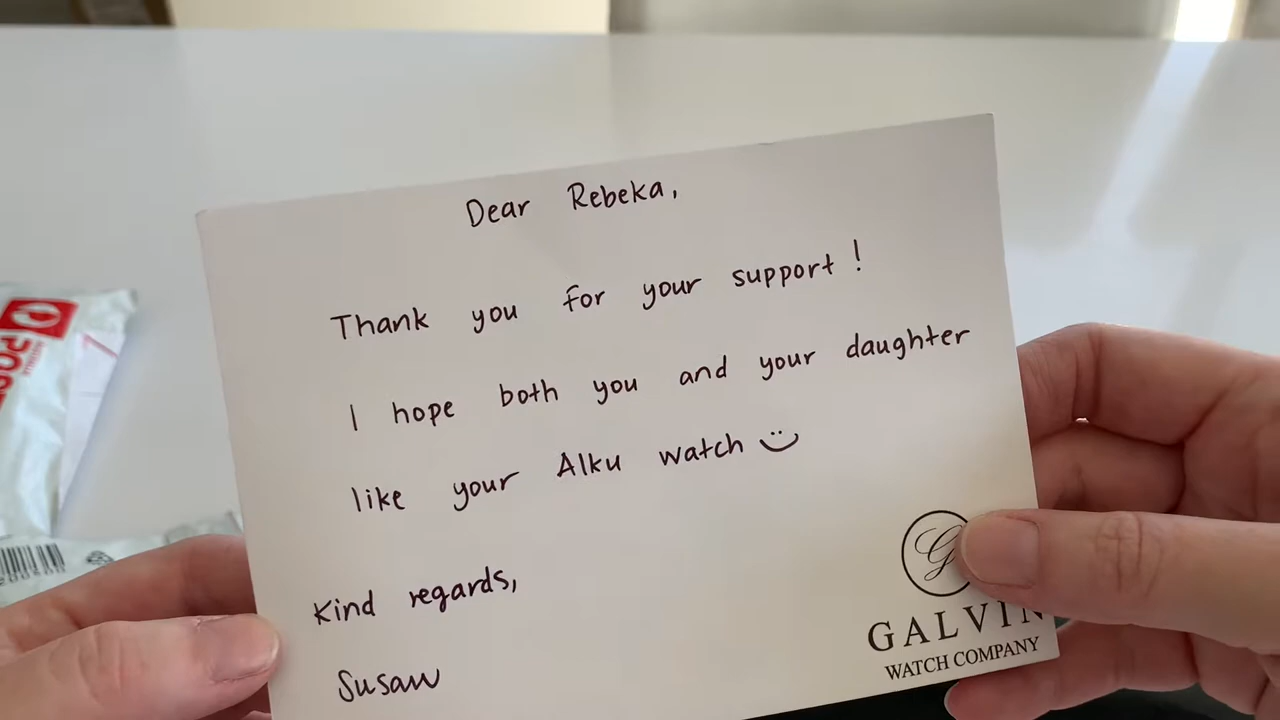 Dear Rebeka,
Thank you for your support !
I hope both you and your daughter
like your Alku watch
Kind regards,
Susan
G
GALVIN
WATCH COMPANY